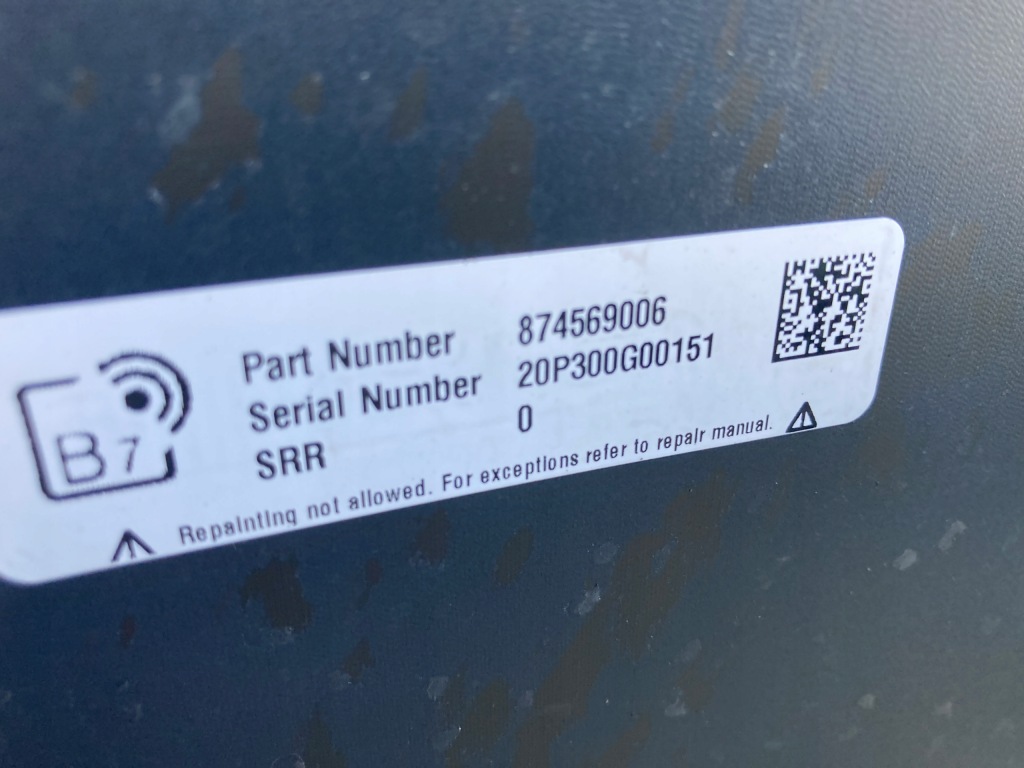 Part Number 874569006
Serial Number 20P300G00151
SRR 0
B7
Repainting not allowed. For exceptions refer to repair manual.